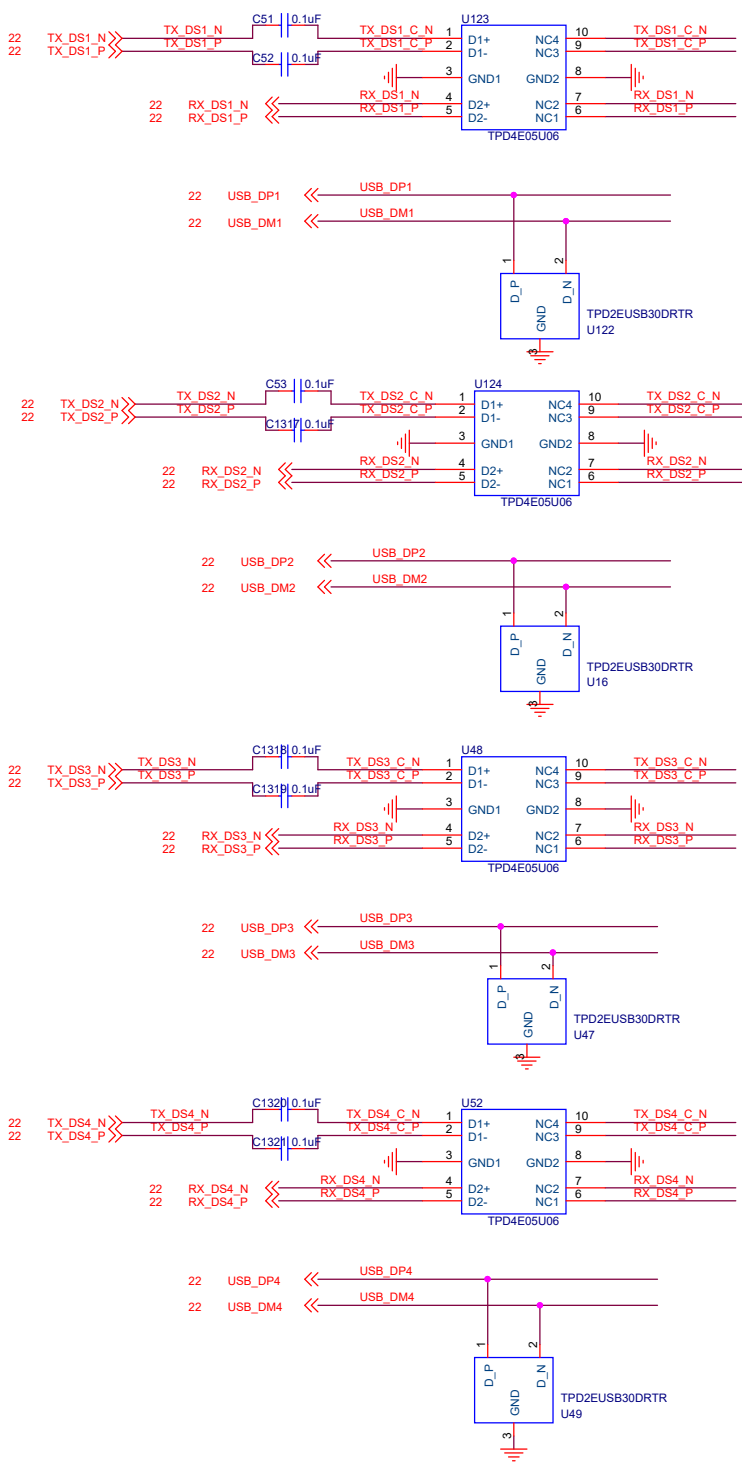 C51 0.1uF U123
22 TX_DS1_N TX_DS1_N TX_DS1_C_N 1 D1+ NC4 10 TX_DS1_C_N
22 TX_DS1_P TX_DS1_P TX_DS1_C_P 2 D1- NC3 9 TX_DS1_C_P
C52 0.1uF
3 GND1 GND2 8
22 RX_DS1_N RX_DS1_N 4 D2+ NC2 7 RX_DS1_N
22 RX_DS1_P RX_DS1_P 5 D2- NC1 6 RX_DS1_P
TPD4E05U06
22 USB_DP1 USB_DP1
22 USB_DM1 USB_DM1
1 2
D_P D_N
GND
TPD2EUSB30DRTR
U122
3
C53 0.1uF U124
22 TX_DS2_N TX_DS2_N TX_DS2_C_N 1 D1+ NC4 10 TX_DS2_C_N
22 TX_DS2_P TX_DS2_P TX_DS2_C_P 2 D1- NC3 9 TX_DS2_C_P
C1317 0.1uF
3 GND1 GND2 8
22 RX_DS2_N RX_DS2_N 4 D2+ NC2 7 RX_DS2_N
22 RX_DS2_P RX_DS2_P 5 D2- NC1 6 RX_DS2_P
TPD4E05U06
22 USB_DP2 USB_DP2
22 USB_DM2 USB_DM2
1 2
D_P D_N
GND
TPD2EUSB30DRTR
U16
3
C1318 0.1uF U48
22 TX_DS3_N TX_DS3_N TX_DS3_C_N 1 D1+ NC4 10 TX_DS3_C_N
22 TX_DS3_P TX_DS3_P TX_DS3_C_P 2 D1- NC3 9 TX_DS3_C_P
C1319 0.1uF
3 GND1 GND2 8
22 RX_DS3_N RX_DS3_N 4 D2+ NC2 7 RX_DS3_N
22 RX_DS3_P RX_DS3_P 5 D2- NC1 6 RX_DS3_P
TPD4E05U06
22 USB_DP3 USB_DP3
22 USB_DM3 USB_DM3
1 2
D_P D_N
GND
TPD2EUSB30DRTR
U47
3
C1320 0.1uF U52
22 TX_DS4_N TX_DS4_N TX_DS4_C_N 1 D1+ NC4 10 TX_DS4_C_N
22 TX_DS4_P TX_DS4_P TX_DS4_C_P 2 D1- NC3 9 TX_DS4_C_P
C1321 0.1uF
3 GND1 GND2 8
22 RX_DS4_N RX_DS4_N 4 D2+ NC2 7 RX_DS4_N
22 RX_DS4_P RX_DS4_P 5 D2- NC1 6 RX_DS4_P
TPD4E05U06
22 USB_DP4 USB_DP4
22 USB_DM4 USB_DM4
1 2
D_P D_N
GND
TPD2EUSB30DRTR
U49
3